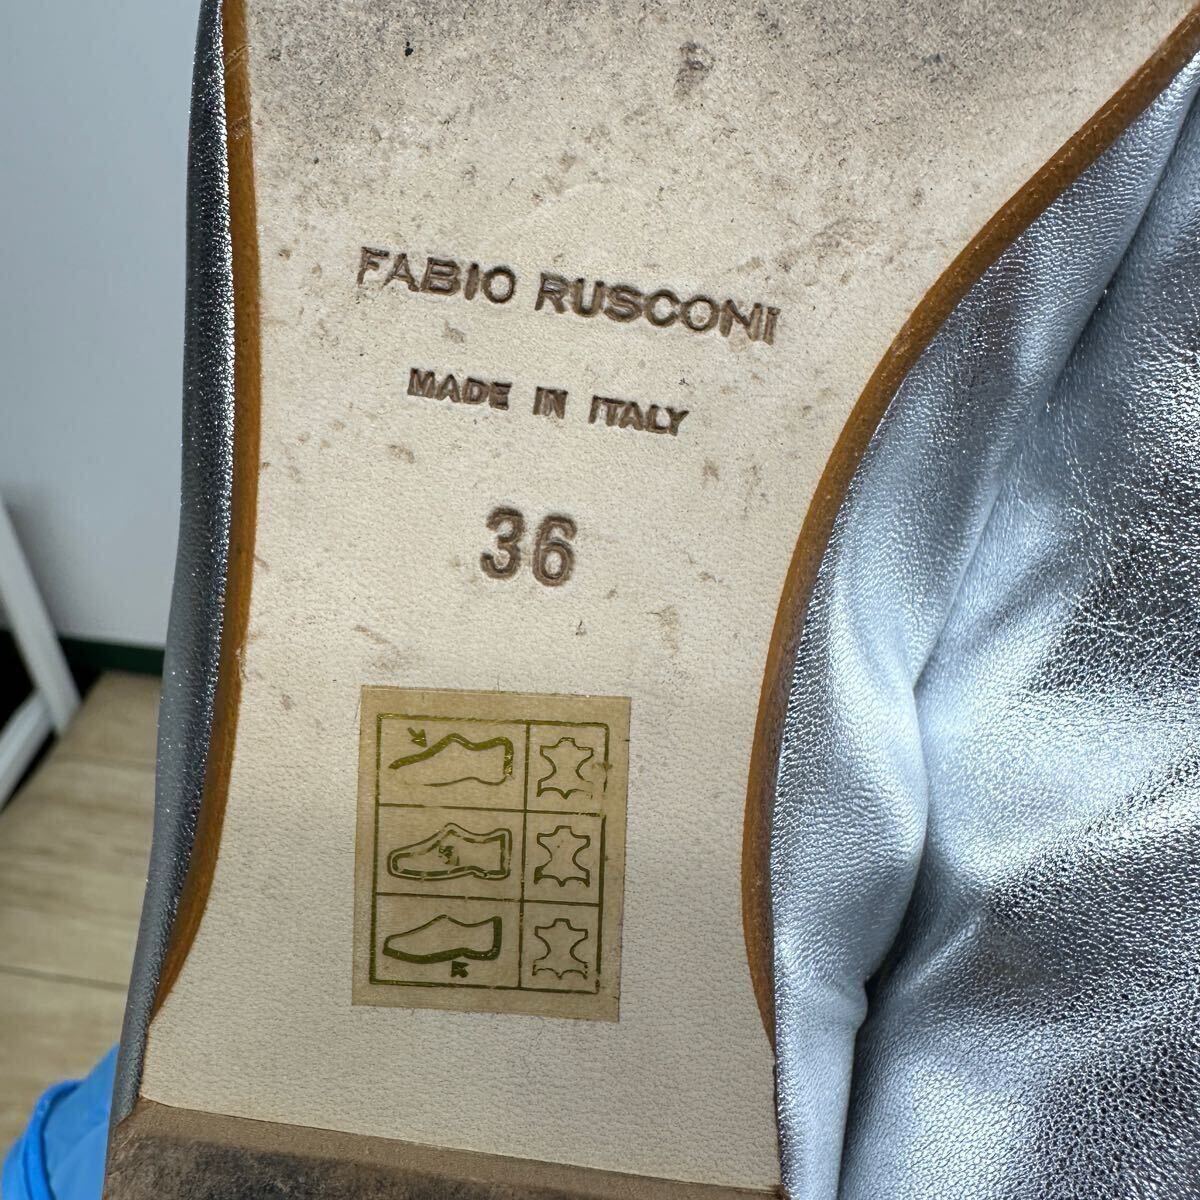 FABIO RUSCONI
MADE IN ITALY
36